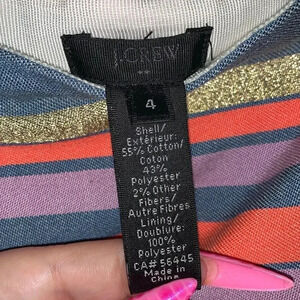 J.CREW
4
Shell/
Extérieur:
55% Cotton/
Coton
43%
Polyester
2% Other
Fibers/
Autre Fibres
Lining/
Doublure:
100%
Polyester
CA# 56445
Made in
China